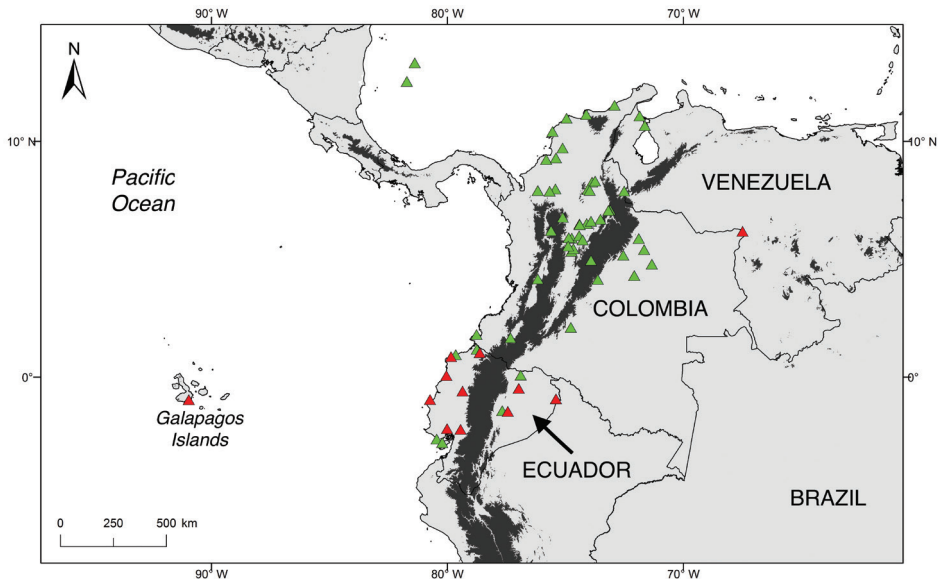 90° W
80° W
70° W
N
10° N
10° N
Pacific
Ocean
VENEZUELA
COLOMBIA
0°
0°
Galapagos
Islands
ECUADOR
BRAZIL
0
250
500 km
90° W
80° W
70° W